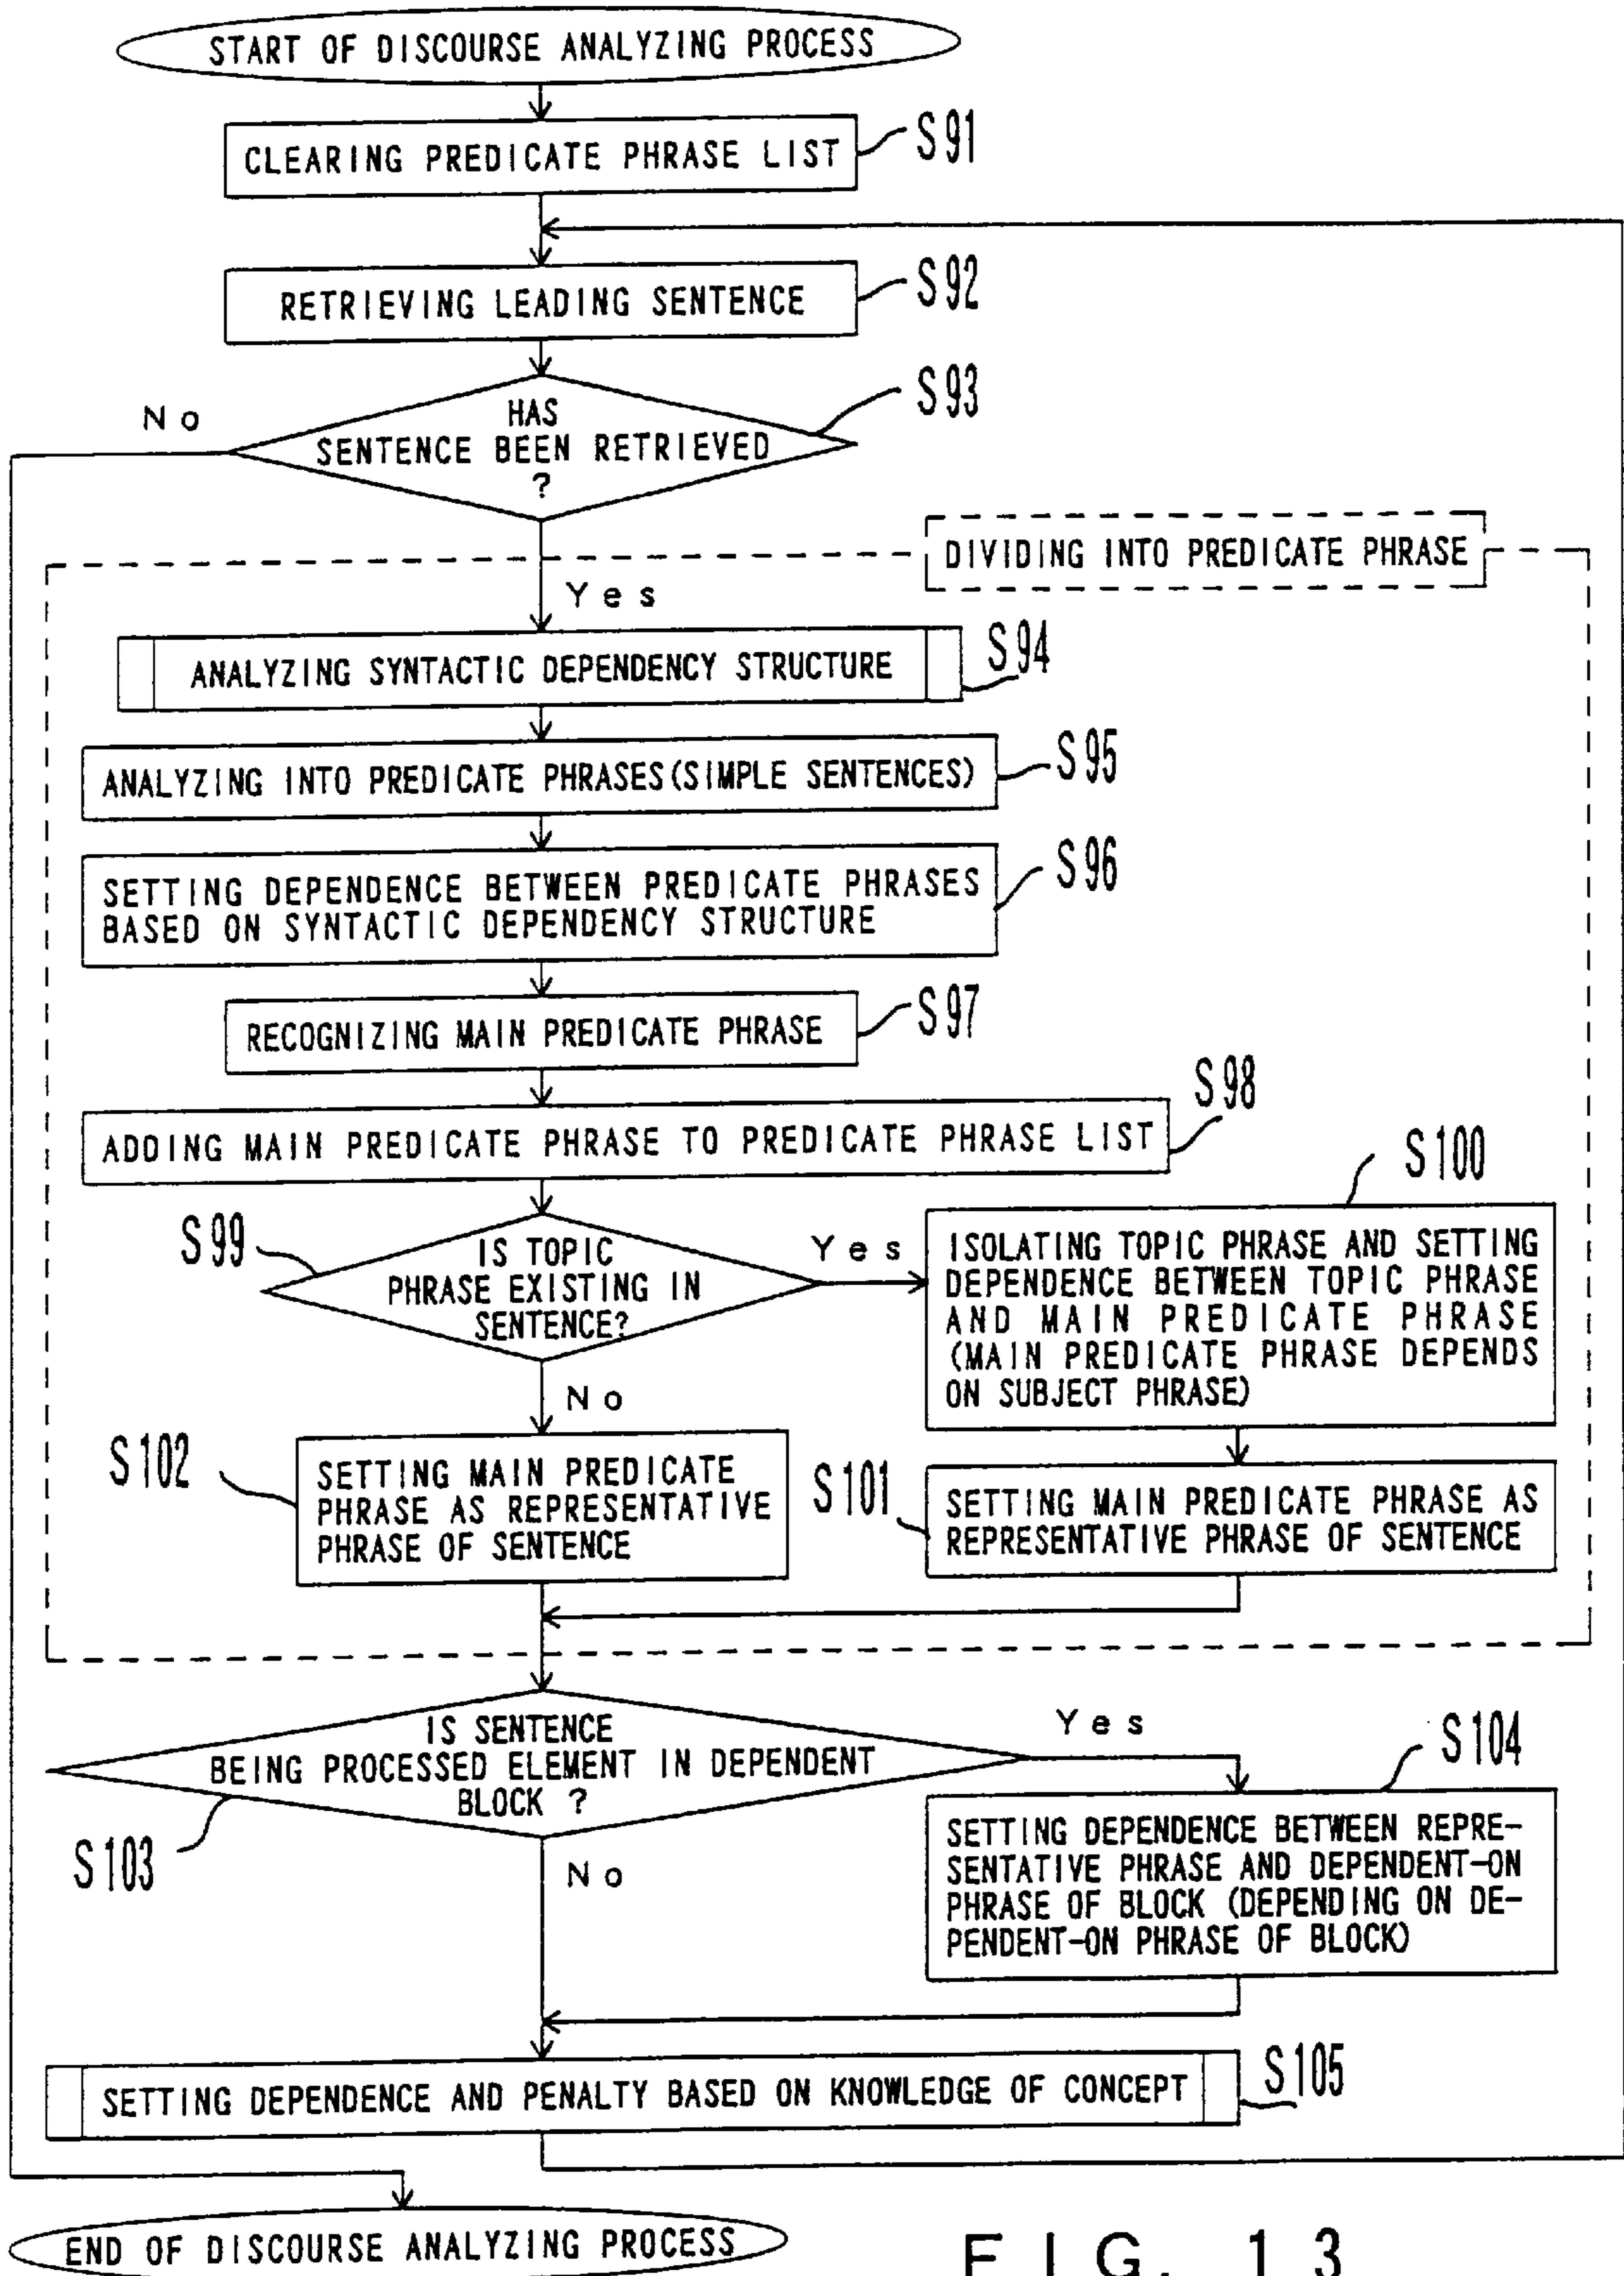 START OF DISCOURSE ANALYZING PROCESS
CLEARING PREDICATE PHRASE LIST
S91
RETRIEVING LEADING SENTENCE
S92
HAS
SENTENCE BEEN RETRIEVED
?
S93
No
Yes
DIVIDING INTO PREDICATE PHRASE
ANALYZING SYNTACTIC DEPENDENCY STRUCTURE
S94
ANALYZING INTO PREDICATE PHRASES(SIMPLE SENTENCES)
S95
SETTING DEPENDENCE BETWEEN PREDICATE PHRASES
BASED ON SYNTACTIC DEPENDENCY STRUCTURE
S96
RECOGNIZING MAIN PREDICATE PHRASE
S97
ADDING MAIN PREDICATE PHRASE TO PREDICATE PHRASE LIST
S98
S99
IS TOPIC
PHRASE EXISTING IN
SENTENCE?
Yes
No
S100
ISOLATING TOPIC PHRASE AND SETTING
DEPENDENCE BETWEEN TOPIC PHRASE
AND MAIN PREDICATE PHRASE
(MAIN PREDICATE PHRASE DEPENDS
ON SUBJECT PHRASE)
S102
SETTING MAIN PREDICATE
PHRASE AS REPRESENTATIVE
PHRASE OF SENTENCE
S101
SETTING MAIN PREDICATE PHRASE AS
REPRESENTATIVE PHRASE OF SENTENCE
IS SENTENCE
BEING PROCESSED ELEMENT IN DEPENDENT
BLOCK ?
S103
Yes
No
S104
SETTING DEPENDENCE BETWEEN REPRE-
SENTATIVE PHRASE AND DEPENDENT-ON
PHRASE OF BLOCK (DEPENDING ON DE-
PENDENT-ON PHRASE OF BLOCK)
SETTING DEPENDENCE AND PENALTY BASED ON KNOWLEDGE OF CONCEPT
S105
END OF DISCOURSE ANALYZING PROCESS
FIG. 13